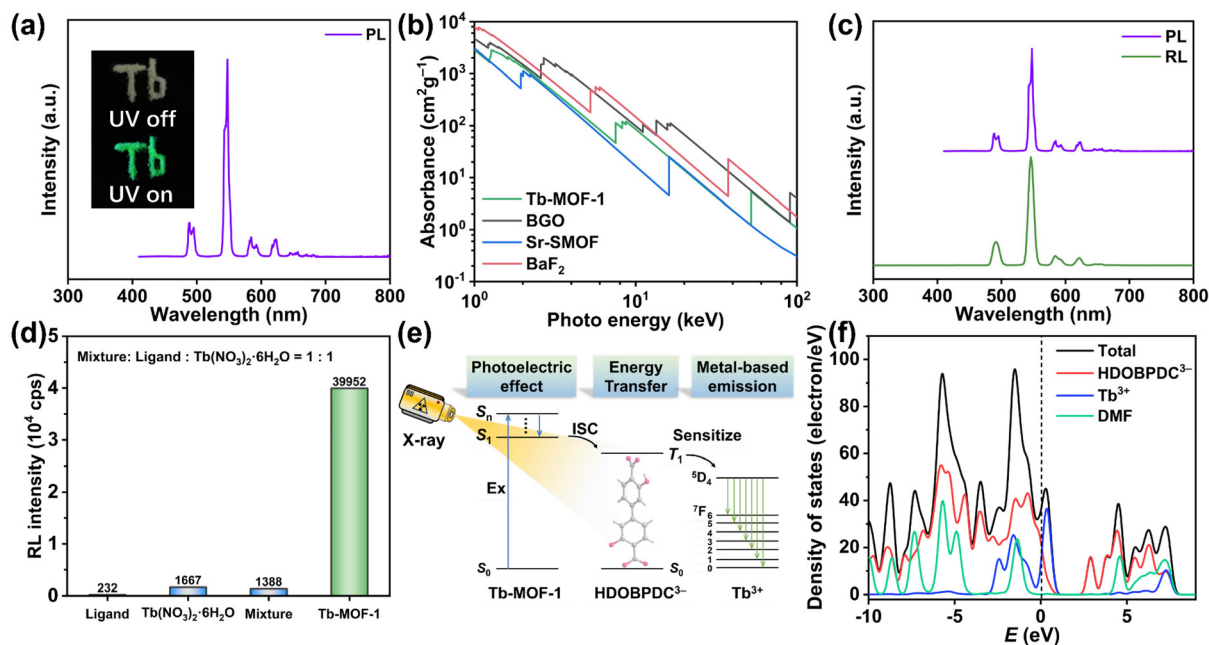 (a)
PL
Tb
UV off
Tb
UV on
Intensity (a.u.)
300 400 500 600 700 800
Wavelength (nm)
(b)
10⁴
10³
10²
10¹
10⁰
10⁻¹
Absorbance (cm²g⁻¹)
Tb-MOF-1
BGO
Sr-SMOF
BaF₂
10⁰ 10¹ 10²
Photo energy (keV)
(c)
PL
RL
Intensity (a.u.)
300 400 500 600 700 800
Wavelength (nm)
(d)
Mixture: Ligand : Tb(NO₃)₂·6H₂O = 1 : 1
RL intensity (10⁴ cps)
5
4
3
2
1
0
232
1667
1388
39952
Ligand Tb(NO₃)₂·6H₂O Mixture Tb-MOF-1
(e)
Photoelectric
effect
Energy
Transfer
Metal-based
emission
X-ray
Sₙ
S₁
ISC
Ex
S₀
Tb-MOF-1
T₁
Sensitize
S₀
HDOBPDC³⁻
⁵D₄
⁷F
6
5
4
3
2
1
0
Tb³⁺
(f)
Density of states (electron/eV)
100
80
60
40
20
0
Total
HDOBPDC³⁻
Tb³⁺
DMF
-10 -5 0 5
E (eV)